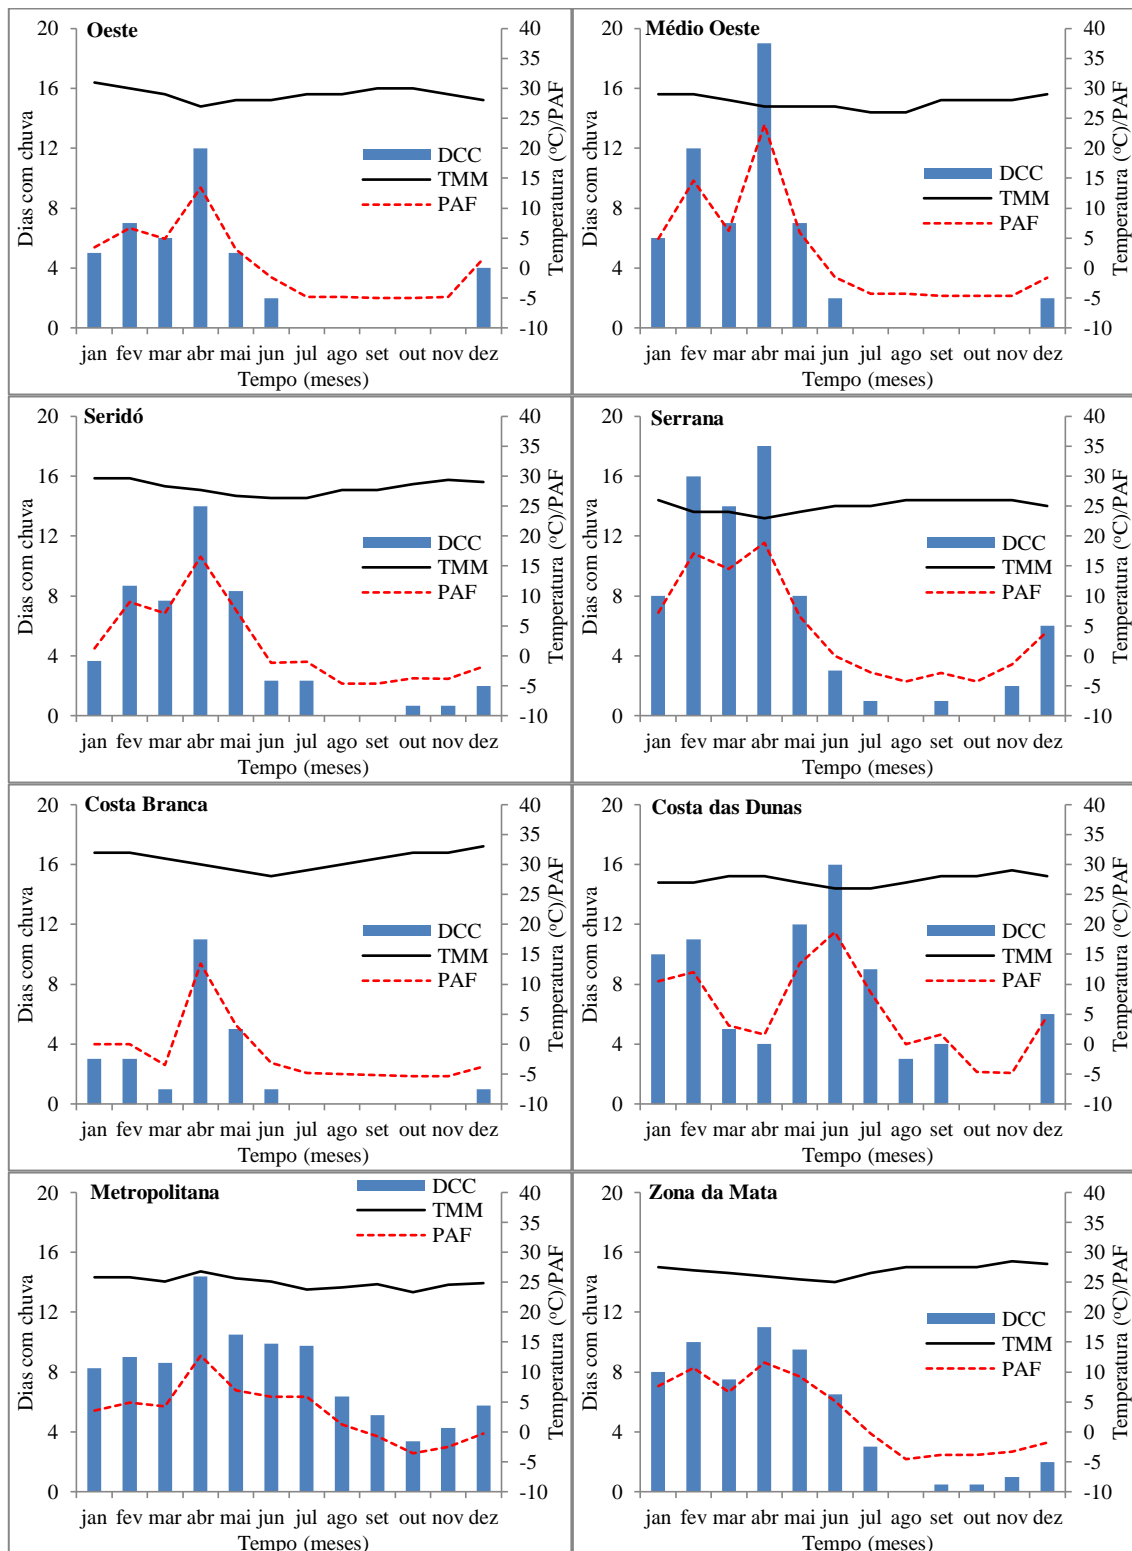 Oeste
Dias com chuva
20
16
12
8
4
0
40
35
30
25
20
15
10
5
0
-5
-10
Temperatura (ºC)/PAF
DCC
TMM
PAF
jan fev mar abr mai jun jul ago set out nov dez
Tempo (meses)
Médio Oeste
Dias com chuva
20
16
12
8
4
0
40
35
30
25
20
15
10
5
0
-5
-10
Temperatura (ºC)/PAF
DCC
TMM
PAF
jan fev mar abr mai jun jul ago set out nov dez
Tempo (meses)
Seridó
Dias com chuva
20
16
12
8
4
0
40
35
30
25
20
15
10
5
0
-5
-10
Temperatura (ºC)/PAF
DCC
TMM
PAF
jan fev mar abr mai jun jul ago set out nov dez
Tempo (meses)
Serrana
Dias com chuva
20
16
12
8
4
0
40
35
30
25
20
15
10
5
0
-5
-10
Temperatura (ºC)/PAF
DCC
TMM
PAF
jan fev mar abr mai jun jul ago set out nov dez
Tempo (meses)
Costa Branca
Dias com chuva
20
16
12
8
4
0
40
35
30
25
20
15
10
5
0
-5
-10
Temperatura (ºC)/PAF
DCC
TMM
PAF
jan fev mar abr mai jun jul ago set out nov dez
Tempo (meses)
Costa das Dunas
Dias com chuva
20
16
12
8
4
0
40
35
30
25
20
15
10
5
0
-5
-10
Temperatura (ºC)/PAF
DCC
TMM
PAF
jan fev mar abr mai jun jul ago set out nov dez
Tempo (meses)
Metropolitana
Dias com chuva
20
16
12
8
4
0
40
35
30
25
20
15
10
5
0
-5
-10
Temperatura (ºC)/PAF
DCC
TMM
PAF
jan fev mar abr mai jun jul ago set out nov dez
Tempo (meses)
Zona da Mata
Dias com chuva
20
16
12
8
4
0
40
35
30
25
20
15
10
5
0
-5
-10
Temperatura (ºC)/PAF
DCC
TMM
PAF
jan fev mar abr mai jun jul ago set out nov dez
Tempo (meses)